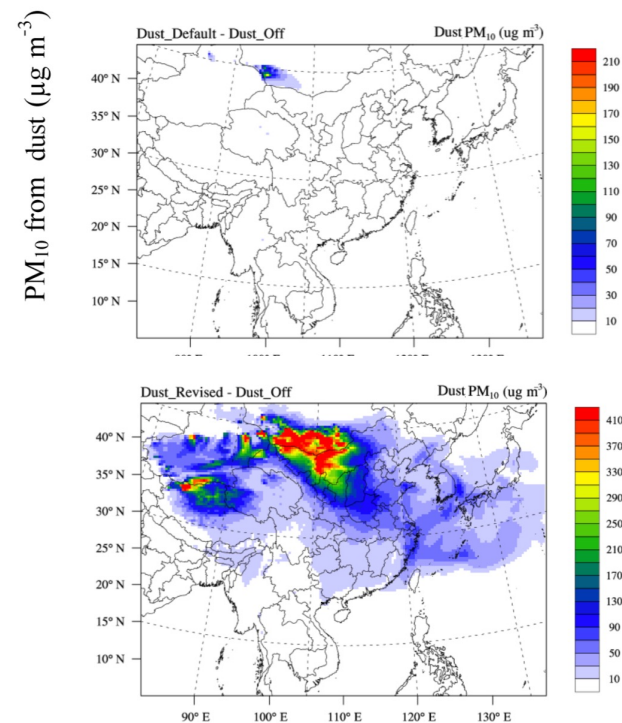 PM₁₀ from dust (µg m⁻³)
Dust_Default - Dust_Off Dust PM₁₀ (ug m⁻³)
40° N
35° N
30° N
25° N
20° N
15° N
10° N
210
190
170
150
130
110
90
70
50
30
10
Dust_Revised - Dust_Off Dust PM₁₀ (ug m⁻³)
40° N
35° N
30° N
25° N
20° N
15° N
10° N
90° E 100° E 110° E 120° E 130° E
410
370
330
290
250
210
170
130
90
50
10